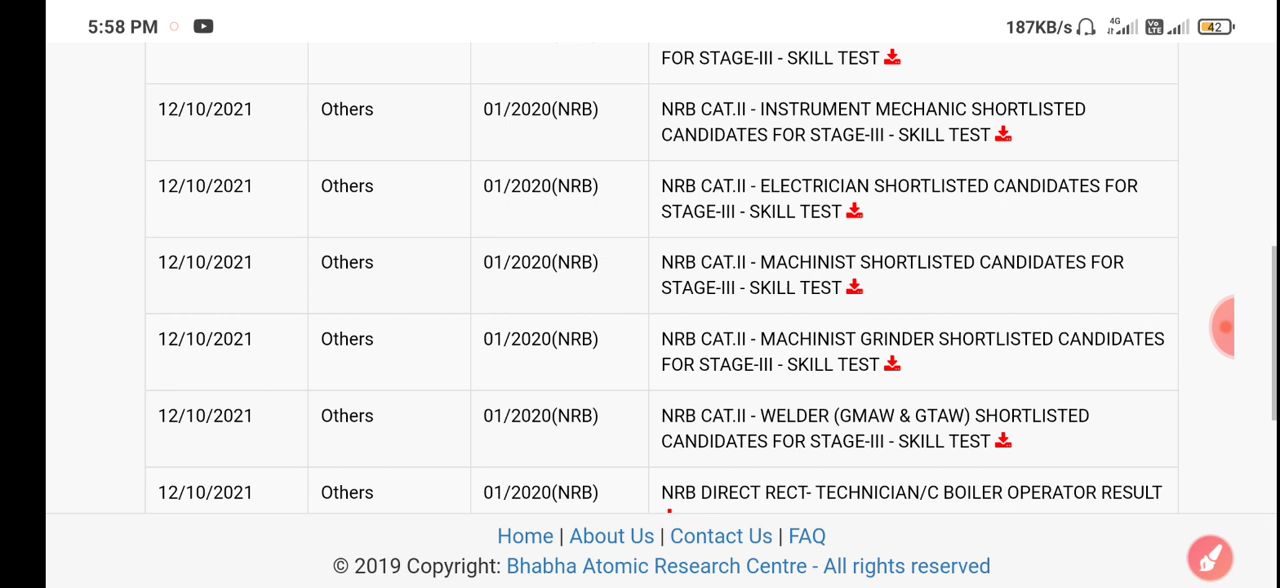 5:58 PM
187KB/s 4G Vo LTE 42
FOR STAGE-III - SKILL TEST
12/10/2021 Others 01/2020(NRB) NRB CAT.II - INSTRUMENT MECHANIC SHORTLISTED
CANDIDATES FOR STAGE-III - SKILL TEST
12/10/2021 Others 01/2020(NRB) NRB CAT.II - ELECTRICIAN SHORTLISTED CANDIDATES FOR
STAGE-III - SKILL TEST
12/10/2021 Others 01/2020(NRB) NRB CAT.II - MACHINIST SHORTLISTED CANDIDATES FOR
STAGE-III - SKILL TEST
12/10/2021 Others 01/2020(NRB) NRB CAT.II - MACHINIST GRINDER SHORTLISTED CANDIDATES
FOR STAGE-III - SKILL TEST
12/10/2021 Others 01/2020(NRB) NRB CAT.II - WELDER (GMAW & GTAW) SHORTLISTED
CANDIDATES FOR STAGE-III - SKILL TEST
12/10/2021 Others 01/2020(NRB) NRB DIRECT RECT- TECHNICIAN/C BOILER OPERATOR RESULT
Home | About Us | Contact Us | FAQ
© 2019 Copyright: Bhabha Atomic Research Centre - All rights reserved